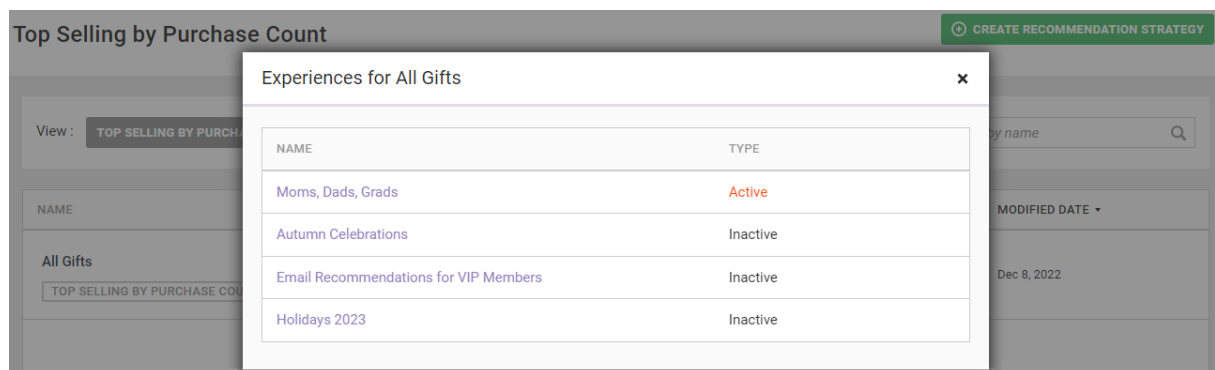 Top Selling by Purchase Count
CREATE RECOMMENDATION STRATEGY
Experiences for All Gifts
×
View :
TOP SELLING BY PURCHA
by name
NAME
TYPE
Moms, Dads, Grads
Active
Autumn Celebrations
Inactive
Email Recommendations for VIP Members
Inactive
Holidays 2023
Inactive
NAME
MODIFIED DATE
All Gifts
TOP SELLING BY PURCHASE COU
Dec 8, 2022